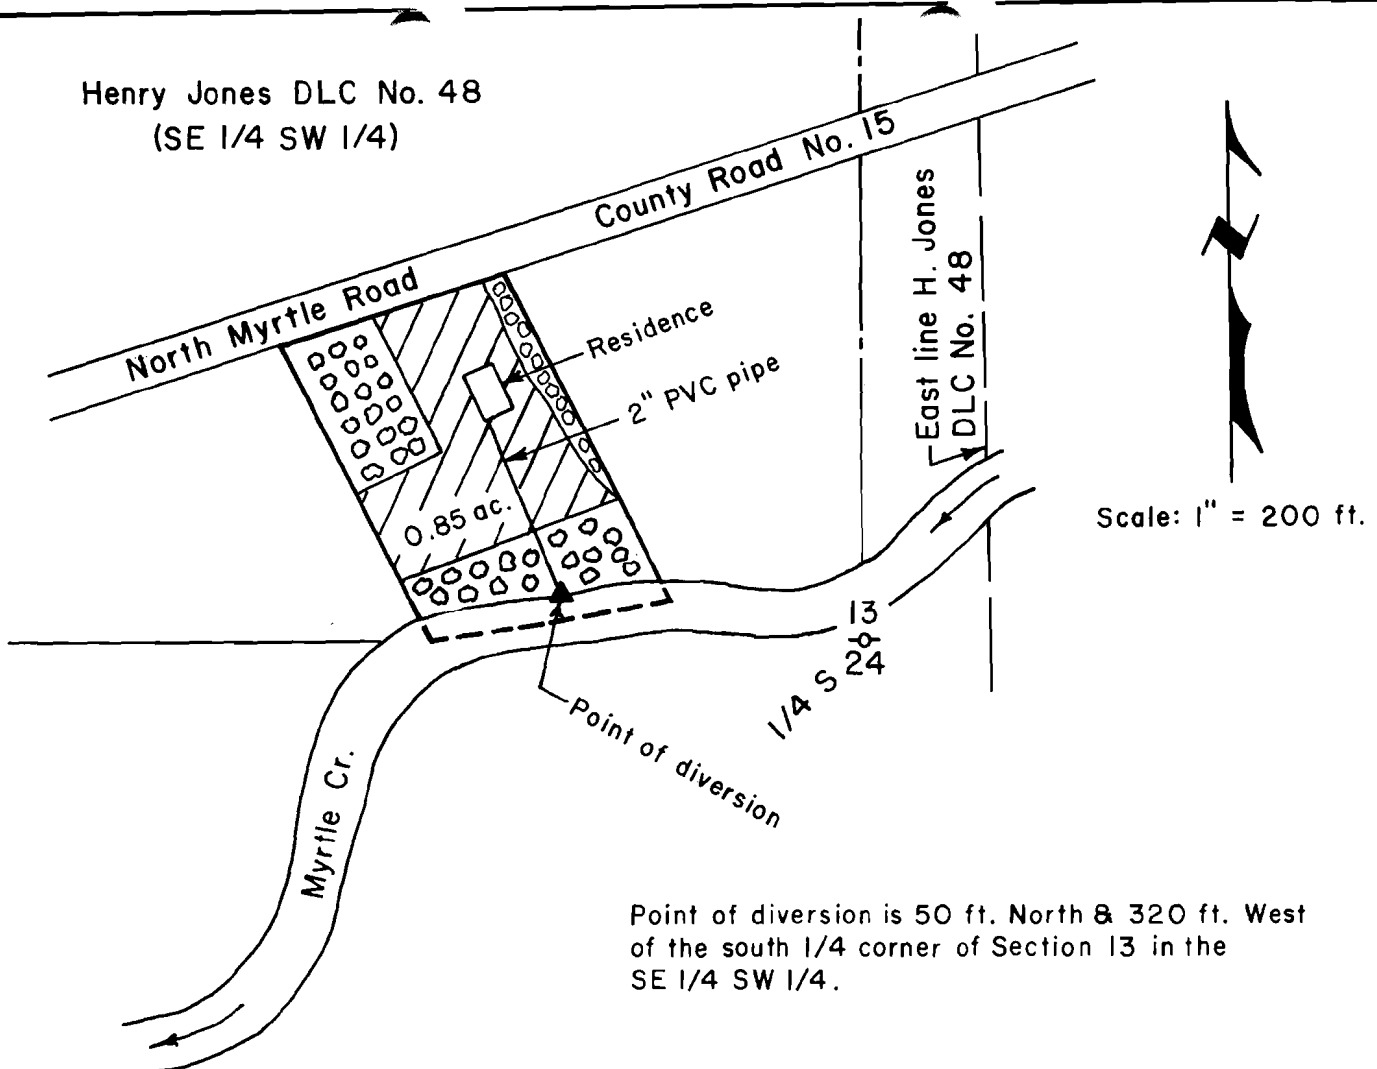 Henry Jones DLC No. 48
(SE 1/4 SW 1/4)
County Road No. 15
North Myrtle Road
East line H. Jones
DLC No. 48
Residence
2" PVC pipe
0.85 ac.
Scale: 1" = 200 ft.
13
24
1/4 S
Point of diversion
Myrtle Cr.
Point of diversion is 50 ft. North & 320 ft. West
of the south 1/4 corner of Section 13 in the
SE 1/4 SW 1/4.